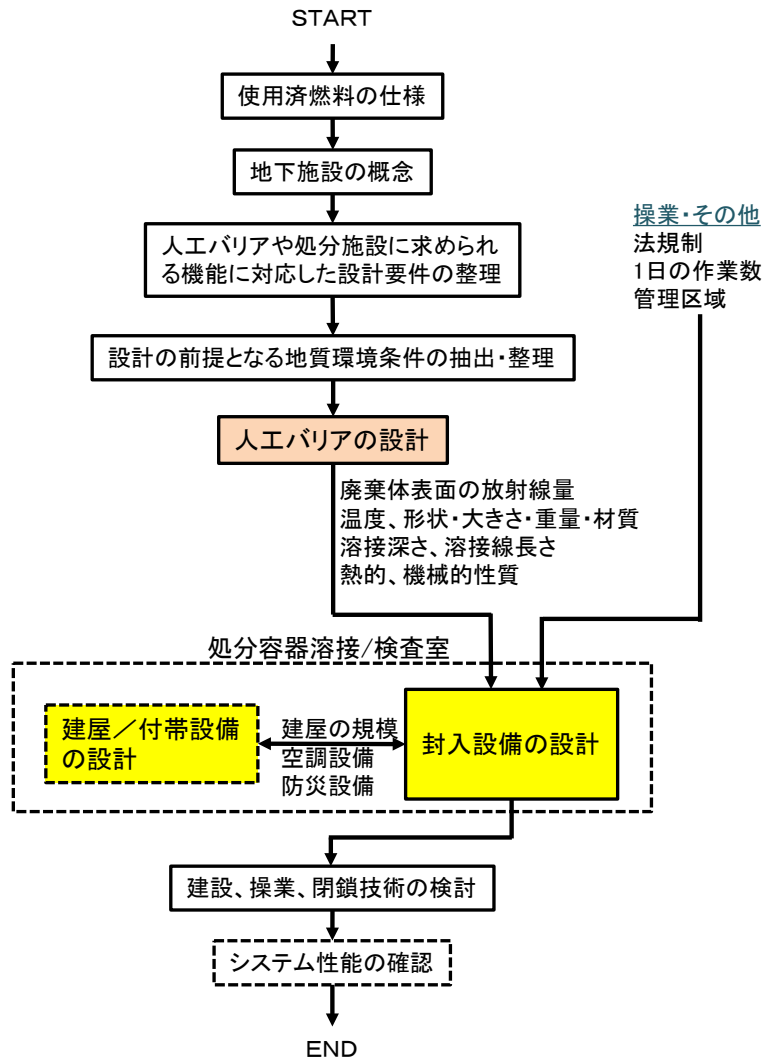 START
使用済燃料の仕様
地下施設の概念
人工バリアや処分施設に求められ
る機能に対応した設計要件の整理
設計の前提となる地質環境条件の抽出・整理
人工バリアの設計
操業・その他
法規制
1日の作業数
管理区域
廃棄体表面の放射線量
温度、形状・大きさ・重量・材質
溶接深さ、溶接線長さ
熱的、機械的性質
処分容器溶接/検査室
建屋／付帯設備
の設計
建屋の規模
空調設備
防災設備
封入設備の設計
建設、操業、閉鎖技術の検討
システム性能の確認
END